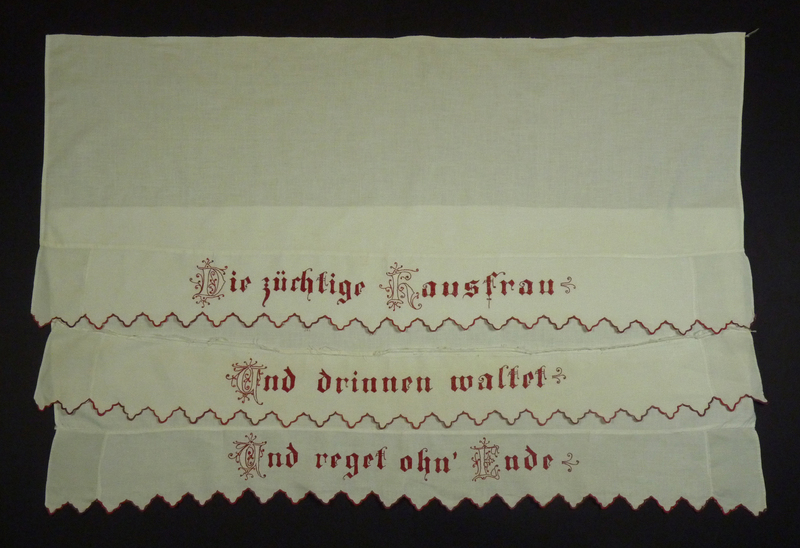 Die züchtige Hausfrau
Und drinnen waltet
Und reget ohn' Ende